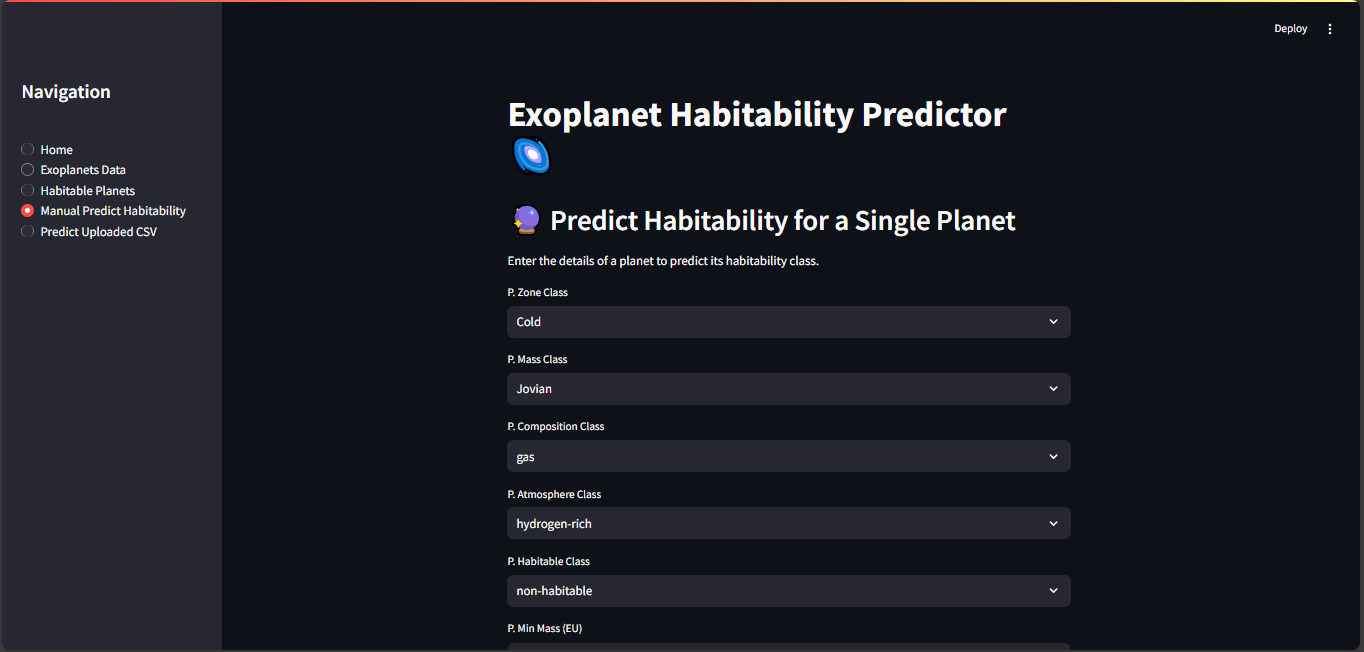 Deploy
Navigation
Home
Exoplanets Data
Habitable Planets
Manual Predict Habitability
Predict Uploaded CSV
Exoplanet Habitability Predictor
Predict Habitability for a Single Planet
Enter the details of a planet to predict its habitability class.
P. Zone Class
Cold
P. Mass Class
Jovian
P. Composition Class
gas
P. Atmosphere Class
hydrogen-rich
P. Habitable Class
non-habitable
P. Min Mass (EU)